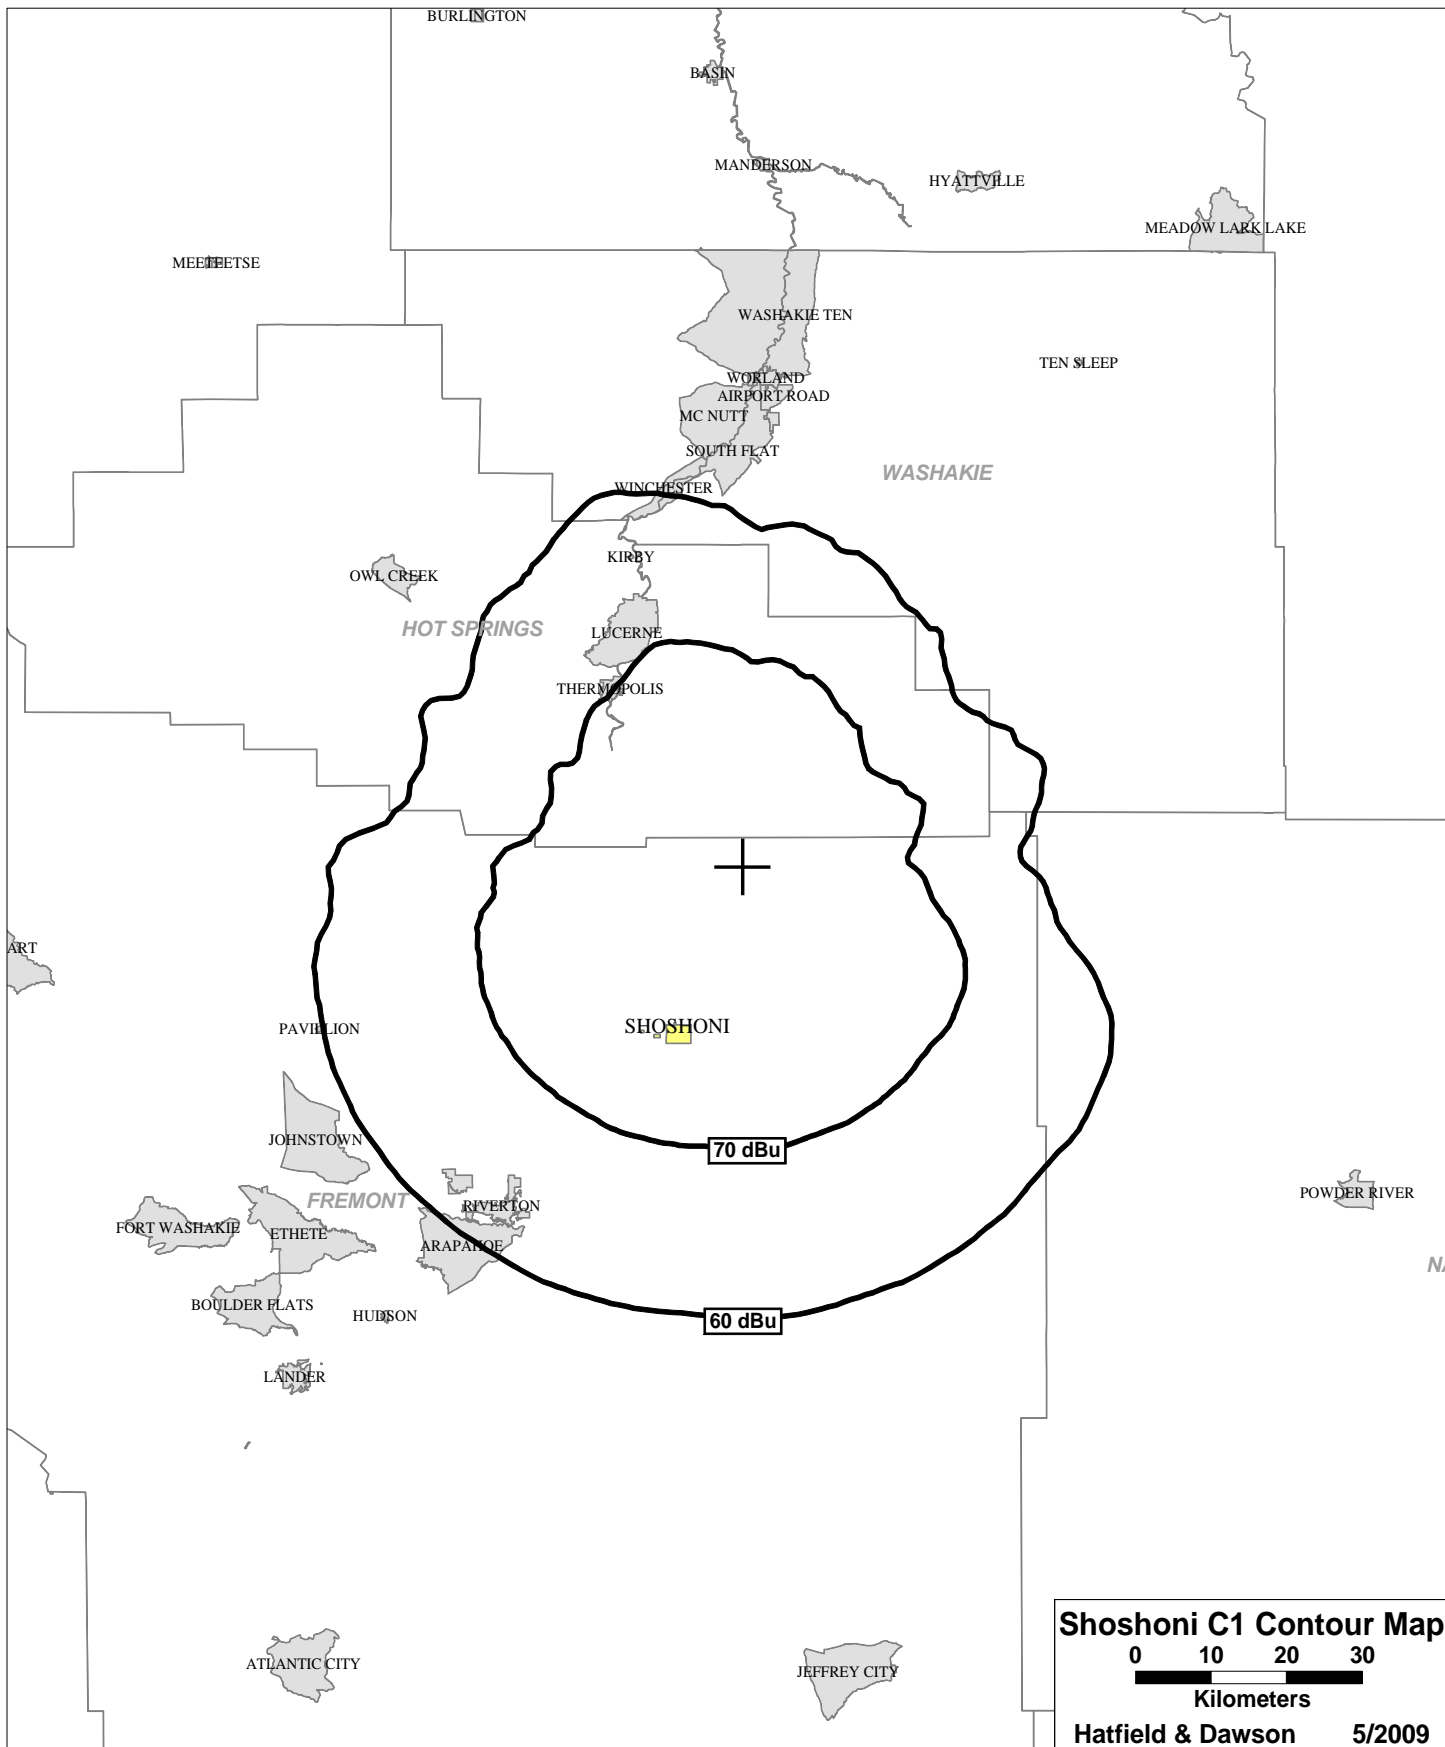 BURLINGTON
BASIN
MANDERSON
HYATTVILLE
MEADOW LARK LAKE
MEETEETSE
WASHAKIE TEN
TEN SLEEP
WORLAND
AIRPORT ROAD
MC NUTT
SOUTH FLAT
WASHAKIE
WINCHESTER
KIRBY
OWL CREEK
HOT SPRINGS
LUCERNE
THERMOPOLIS
ART
SHOSHONI
PAVILLION
JOHNSTOWN
70 dBu
FREMONT
RIVERTON
POWDER RIVER
FORT WASHAKIE
ETHETE
ARAPAHOE
NA
BOULDER FLATS
HUDSON
60 dBu
LANDER
ATLANTIC CITY
JEFFREY CITY
Shoshoni C1 Contour Map
0 10 20 30
Kilometers
Hatfield & Dawson 5/2009